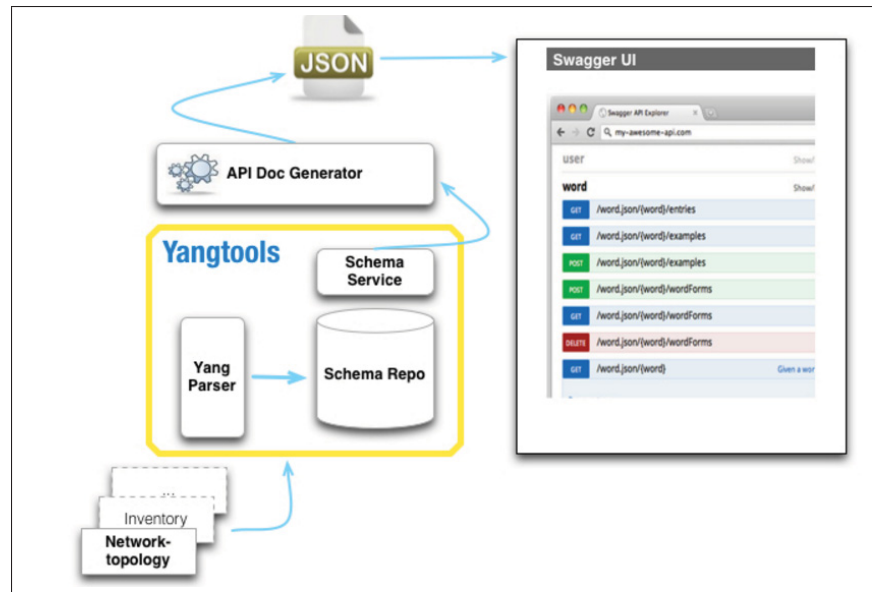 JSON
API Doc Generator
Yangtools
Schema
Service
Yang
Parser
Schema Repo
...
Inventory
Network-
topology
Swagger UI
Swagger API Explorer
my-awesome-api.com
user Show/
word Show/
GET /word.json/{word}/entries
GET /word.json/{word}/examples
POST /word.json/{word}/examples
POST /word.json/{word}/wordForms
GET /word.json/{word}/wordForms
DELETE /word.json/{word}/wordForms
GET /word.json/{word} Given a wor